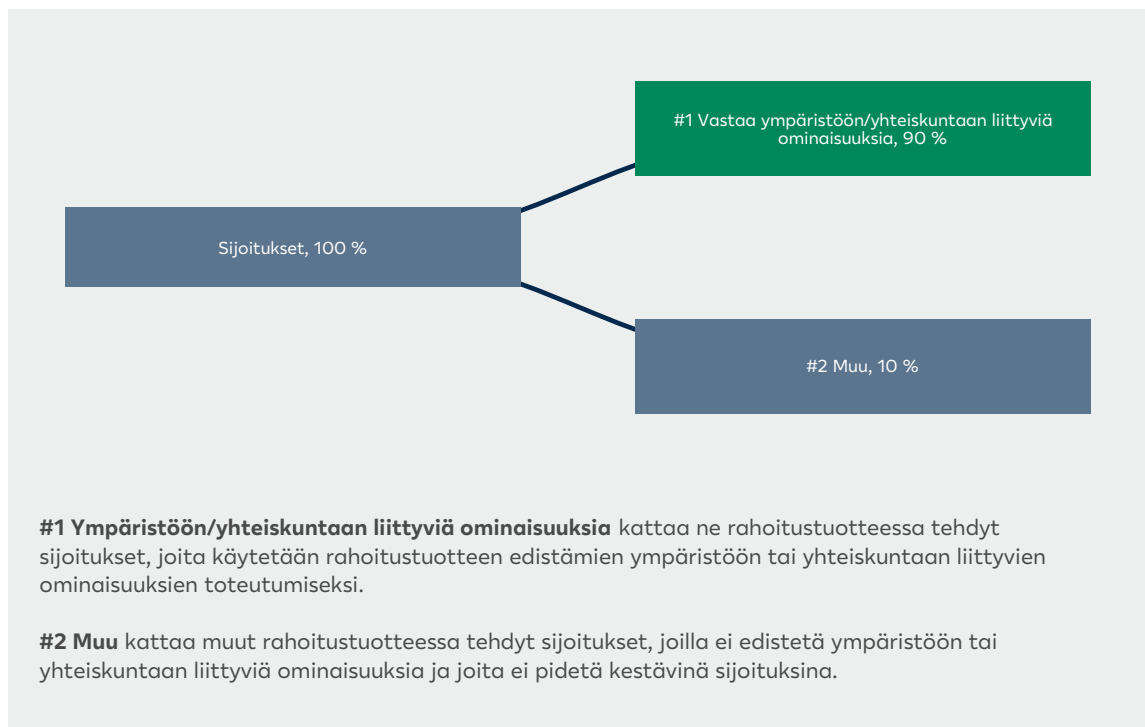 #1 Vastaa ympäristöön/yhteiskuntaan liittyviä
ominaisuuksia, 90 %
Sijoitukset, 100 %
#2 Muu, 10 %
#1 Ympäristöön/yhteiskuntaan liittyviä ominaisuuksia kattaa ne rahoitustuotteessa tehdyt
sijoitukset, joita käytetään rahoitustuotteen edistämien ympäristöön tai yhteiskuntaan liittyvien
ominaisuuksien toteutumiseksi.
#2 Muu kattaa muut rahoitustuotteessa tehdyt sijoitukset, joilla ei edistetä ympäristöön tai
yhteiskuntaan liittyviä ominaisuuksia ja joita ei pidetä kestävinä sijoituksina.